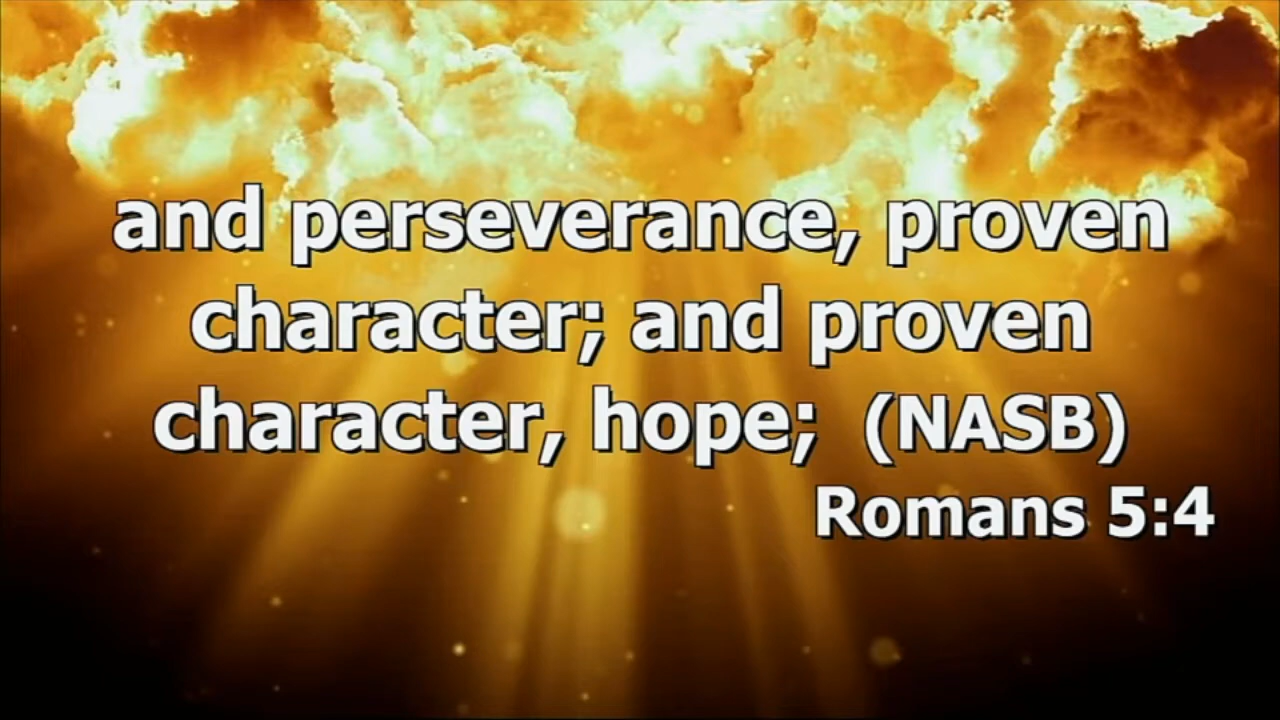 and perseverance, proven
character; and proven
character, hope; (NASB)
Romans 5:4